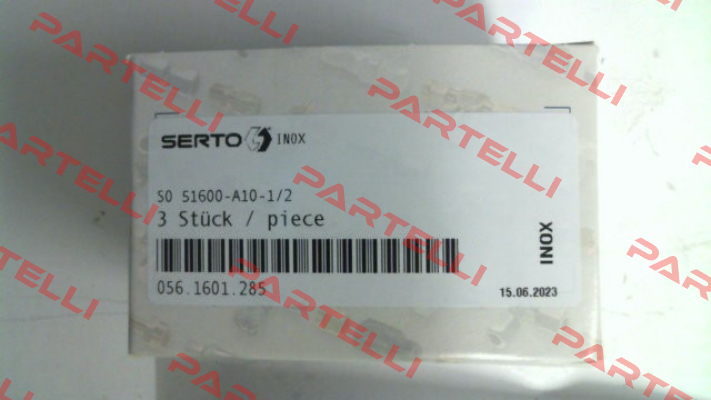 SERTO INOX
SO 51600-A10-1/2
3 Stück / piece
056.1601.285
15.06.2023
INOX
PARTELLI
PARTELLI
PARTELLI
PARTELLI
PARTELLI
PARTELLI
PARTELLI
PARTELLI